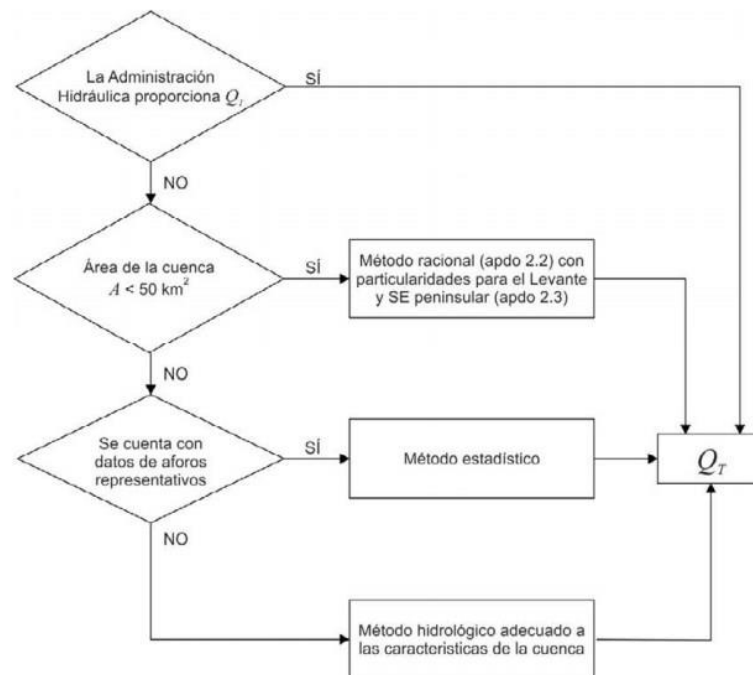 La Administración
Hidráulica proporciona Q_T
SÍ
NO
Área de la cuenca
A < 50 km²
SÍ
Método racional (apdo 2.2) con
particularidades para el Levante
y SE peninsular (apdo 2.3)
NO
Se cuenta con
datos de aforos
representativos
SÍ
Método estadístico
Q_T
NO
Método hidrológico adecuado a
las caracteristicas de la cuenca